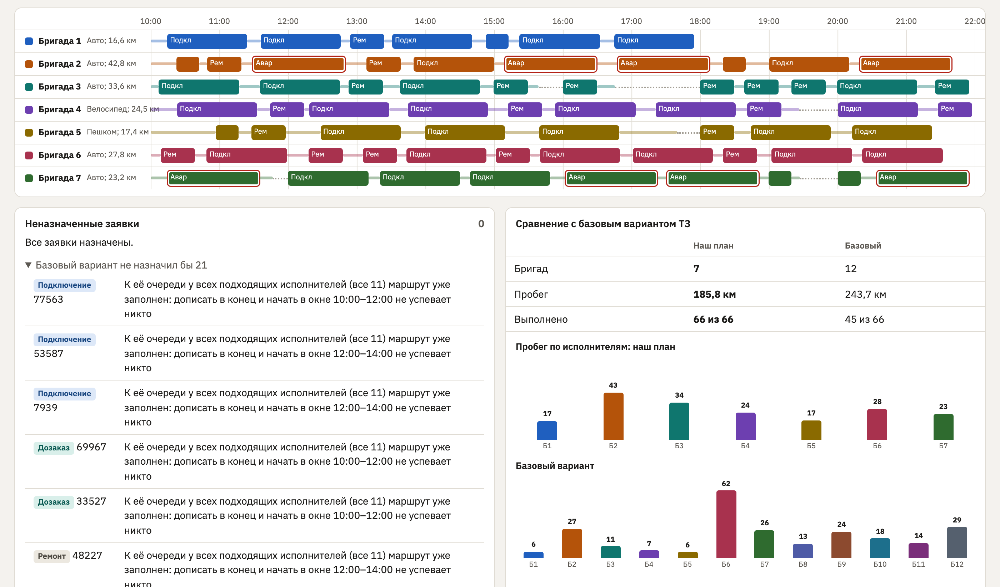 10:00 11:00 12:00 13:00 14:00 15:00 16:00 17:00 18:00 19:00 20:00 21:00 22:00
Бригада 1 Авто; 16,6 км Подкл Подкл Рем Подкл Подкл Подкл
Бригада 2 Авто; 42,8 км Рем Авар Рем Подкл Авар Авар Подкл Авар
Бригада 3 Авто; 33,6 км Подкл Подкл Рем Подкл Рем Рем Рем Рем Рем Подкл Рем
Бригада 4 Велосипед; 24,5 км Подкл Рем Подкл Подкл Рем Подкл Подкл Рем Подкл Рем
Бригада 5 Пешком; 17,4 км Рем Подкл Подкл Подкл Рем Подкл Подкл
Бригада 6 Авто; 27,8 км Рем Подкл Рем Рем Подкл Рем Подкл Подкл Рем Подкл Подкл
Бригада 7 Авто; 23,2 км Авар Подкл Подкл Подкл Авар Авар Авар
Неназначенные заявки 0
Все заявки назначены.
▼ Базовый вариант не назначил бы 21
Подключение К её очереди у всех подходящих исполнителей (все 11) маршрут уже
77563 заполнен: дописать в конец и начать в окне 10:00–12:00 не успевает
никто
Подключение К её очереди у всех подходящих исполнителей (все 11) маршрут уже
53587 заполнен: дописать в конец и начать в окне 12:00–14:00 не успевает
никто
Подключение К её очереди у всех подходящих исполнителей (все 11) маршрут уже
7939 заполнен: дописать в конец и начать в окне 12:00–14:00 не успевает
никто
Дозаказ 69967 К её очереди у всех подходящих исполнителей (все 11) маршрут уже
заполнен: дописать в конец и начать в окне 10:00–12:00 не успевает
никто
Дозаказ 33527 К её очереди у всех подходящих исполнителей (все 11) маршрут уже
заполнен: дописать в конец и начать в окне 10:00–12:00 не успевает
никто
Ремонт 48227 К её очереди у всех подходящих исполнителей (все 11) маршрут уже
заполнен: дописать в конец и начать в окне 12:00–14:00 не успевает
никто
Сравнение с базовым вариантом ТЗ
Наш план Базовый
Бригад 7 12
Пробег 185,8 км 243,7 км
Выполнено 66 из 66 45 из 66
Пробег по исполнителям: наш план
17 43 34 24 17 28 23
Б1 Б2 Б3 Б4 Б5 Б6 Б7
Базовый вариант
6 27 11 7 6 62 26 13 24 18 14 29
Б1 Б2 Б3 Б4 Б5 Б6 Б7 Б8 Б9 Б10 Б11 Б12